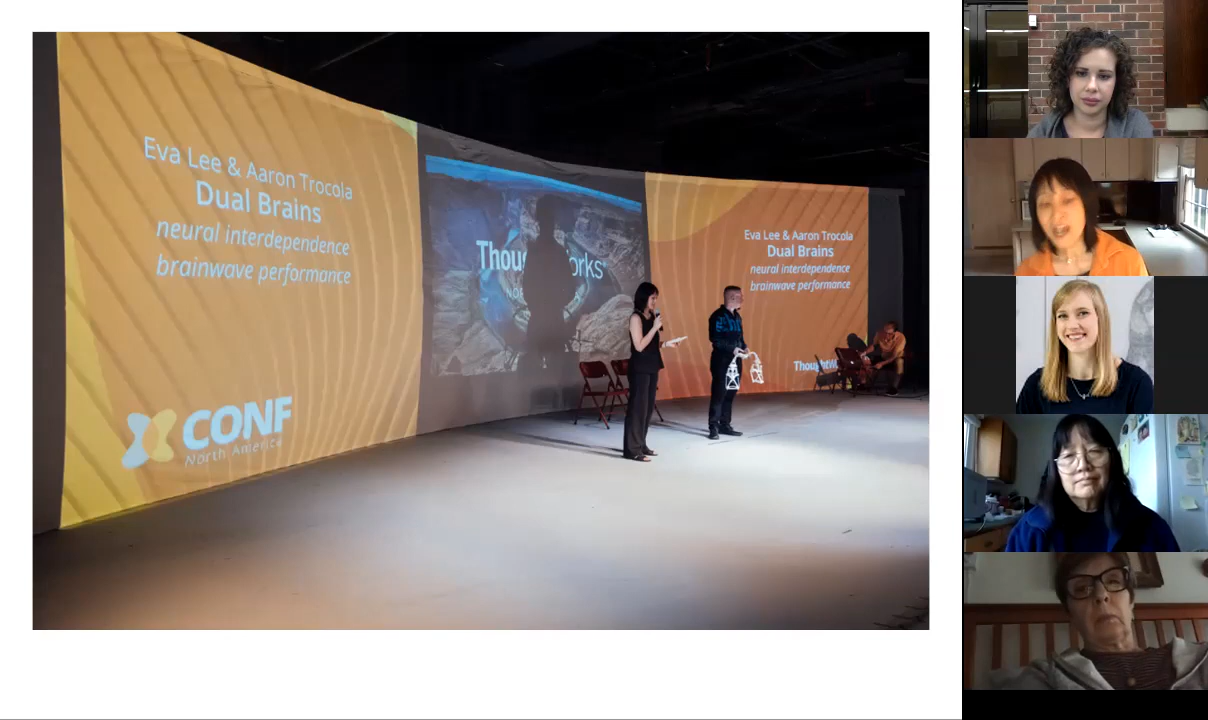 Eva Lee & Aaron Trocola
Dual Brains
neural interdependence
brainwave performance
CONF
North America
Eva Lee & Aaron Trocola
Dual Brains
neural interdependence
brainwave performance